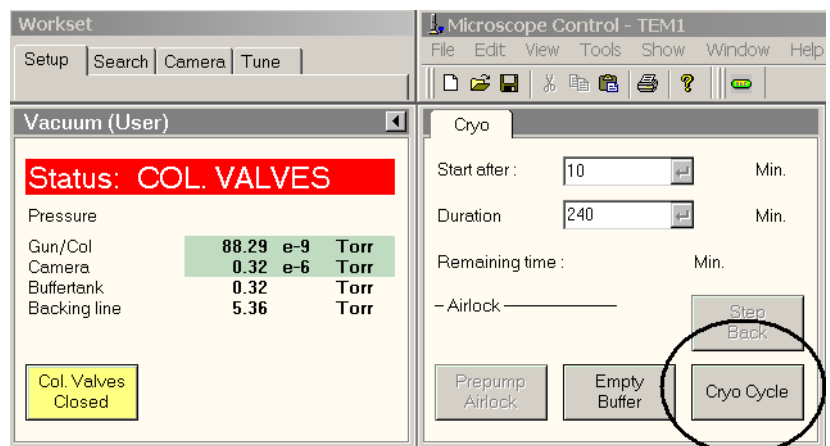 Workset
Setup Search Camera Tune
Vacuum (User)
Status: COL. VALVES
Pressure
Gun/Col 88.29 e-9 Torr
Camera 0.32 e-6 Torr
Buffertank 0.32 Torr
Backing line 5.36 Torr
Col. Valves
Closed
Microscope Control - TEM1
File Edit View Tools Show Window Help
Cryo
Start after : 10 Min.
Duration 240 Min.
Remaining time : Min.
Airlock
Step
Back
Prepump
Airlock
Empty
Buffer
Cryo Cycle